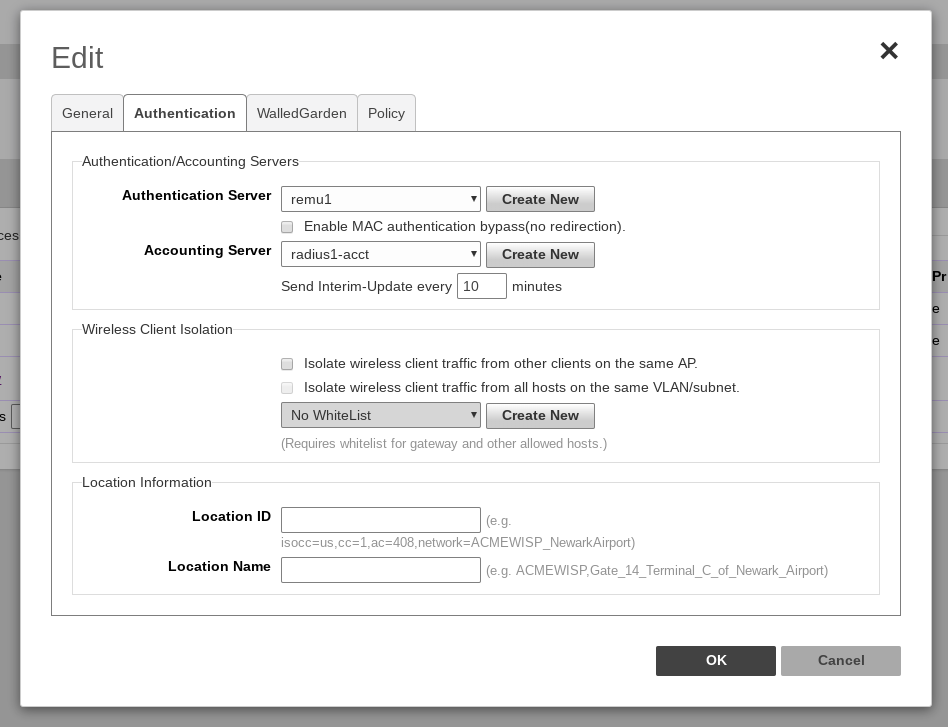 Edit
✕
General Authentication WalledGarden Policy
Authentication/Accounting Servers
Authentication Server remu1 Create New
Enable MAC authentication bypass(no redirection).
Accounting Server radius1-acct Create New
Send Interim-Update every 10 minutes
Wireless Client Isolation
Isolate wireless client traffic from other clients on the same AP.
Isolate wireless client traffic from all hosts on the same VLAN/subnet.
No WhiteList Create New
(Requires whitelist for gateway and other allowed hosts.)
Location Information
Location ID (e.g.
isocc=us,cc=1,ac=408,network=ACMEWISP_NewarkAirport)
Location Name (e.g. ACMEWISP,Gate_14_Terminal_C_of_Newark_Airport)
OK Cancel